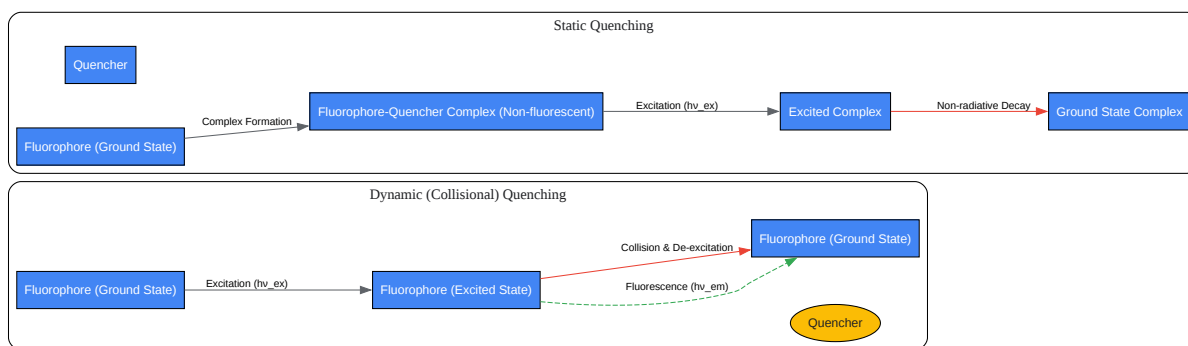 Static Quenching
Quencher
Fluorophore (Ground State)
Complex Formation
Fluorophore-Quencher Complex (Non-fluorescent)
Excitation (hν_ex)
Excited Complex
Non-radiative Decay
Ground State Complex
Dynamic (Collisional) Quenching
Fluorophore (Ground State)
Excitation (hν_ex)
Fluorophore (Excited State)
Collision & De-excitation
Fluorescence (hν_em)
Fluorophore (Ground State)
Quencher